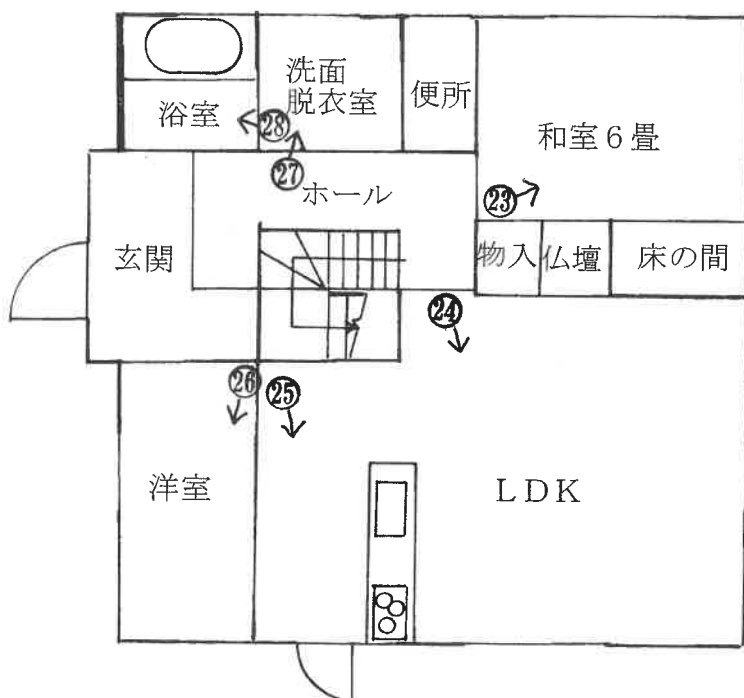 洗面
脱衣室
便所
浴室
和室６畳
㉘
㉗
ホール
㉓
玄関
物入
仏壇
床の間
㉔
㉖
㉕
洋室
ＬＤＫ